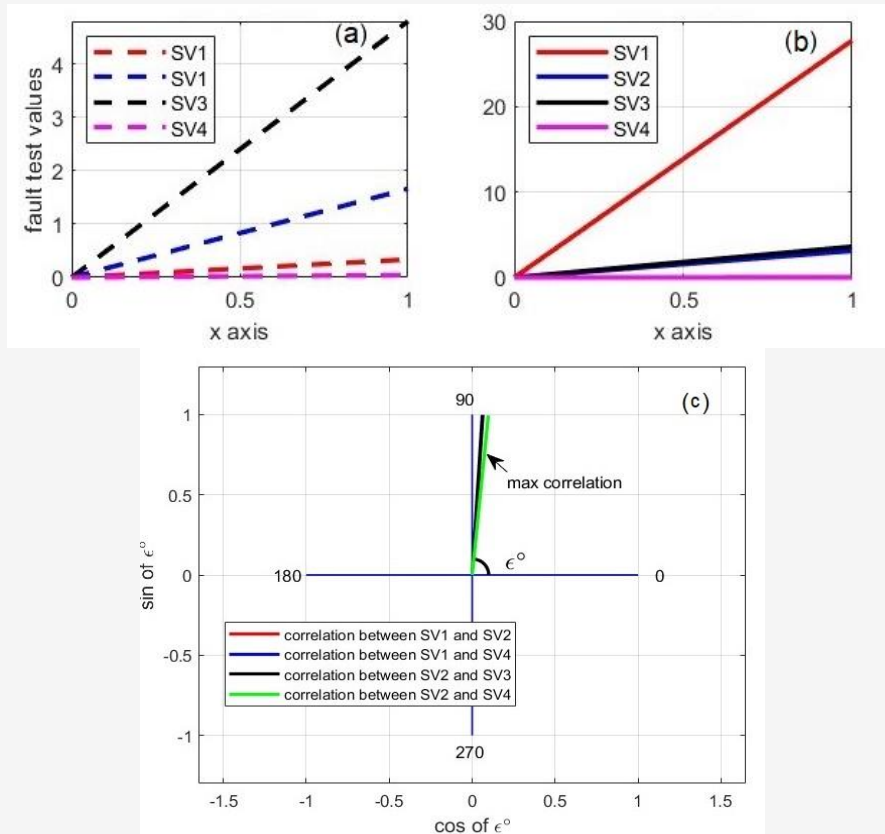 (a)
fault test values
4
3
2
1
0
SV1
SV1
SV3
SV4
0
0.5
1
x axis
(b)
30
20
10
0
SV1
SV2
SV3
SV4
0
0.5
1
x axis
(c)
sin of ϵ°
1
0.5
0
-0.5
-1
90
max correlation
ϵ°
180
0
correlation between SV1 and SV2
correlation between SV1 and SV4
correlation between SV2 and SV3
correlation between SV2 and SV4
270
-1.5
-1
-0.5
0
0.5
1
1.5
cos of ϵ°